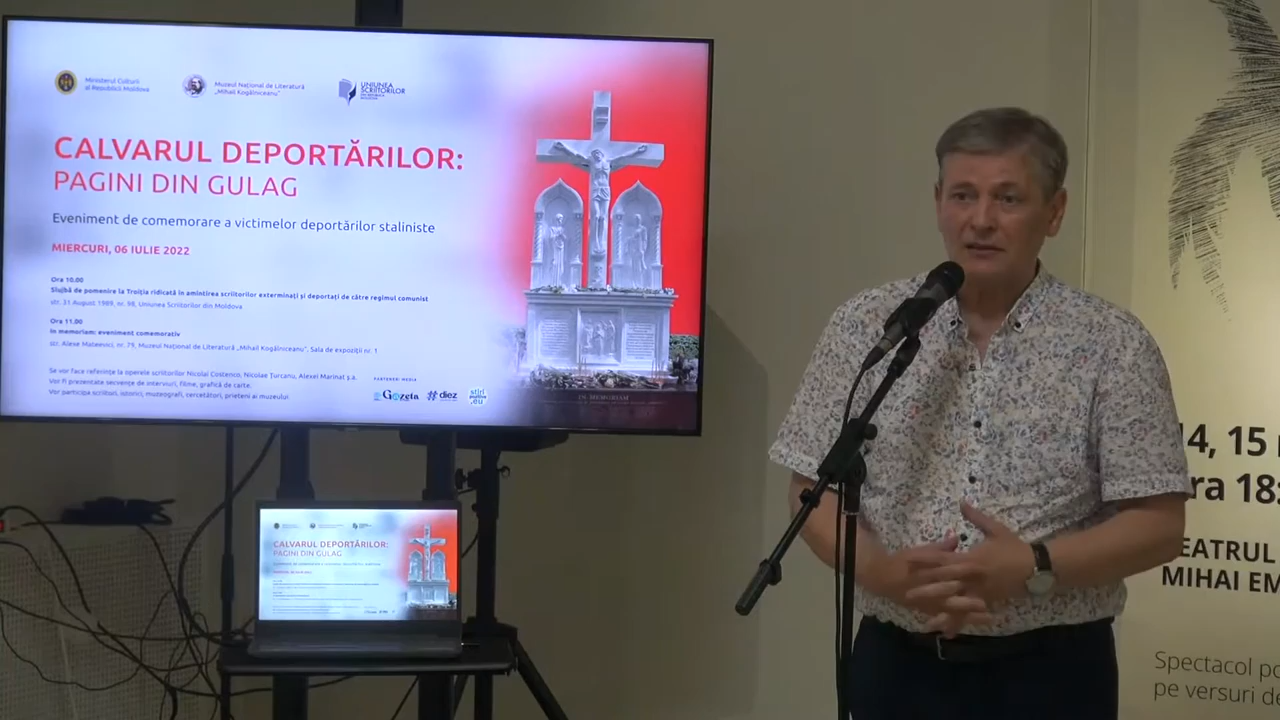 Ministerul Culturii
al Republicii Moldova
Muzeul Național de Literatură
„Mihail Kogălniceanu”
UNIUNEA
SCRIITORILOR
CALVARUL DEPORTĂRILOR:
PAGINI DIN GULAG
Eveniment de comemorare a victimelor deportărilor staliniste
MIERCURI, 06 IULIE 2022
Ora 10.00
Slujbă de pomenire la Troița ridicată în amintirea scriitorilor exterminați și deportați de către regimul comunist
str. 31 August 1989, nr. 98, Uniunea Scriitorilor din Moldova
Ora 11.00
In memoriam: eveniment comemorativ
str. Alexe Mateevici, nr. 79, Muzeul Național de Literatură „Mihail Kogălniceanu”, Sala de expoziții nr. 1
Se vor face referințe la operele scriitorilor Nicolai Costenco, Nicolae Țurcanu, Alexei Marinat ș.a.
Vor fi prezentate secvențe de interviuri, filme, grafică de carte.
Vor participa scriitori, istorici, muzeografi, cercetători, prieteni ai muzeului.
PARTENERI MEDIA
Gazeta
#diez
știri
.eu
IN MEMORIAM
CALVARUL DEPORTĂRILOR:
PAGINI DIN GULAG
14, 15
ra 18:
EATRUL
MIHAI EM
Spectacol po
pe versuri de